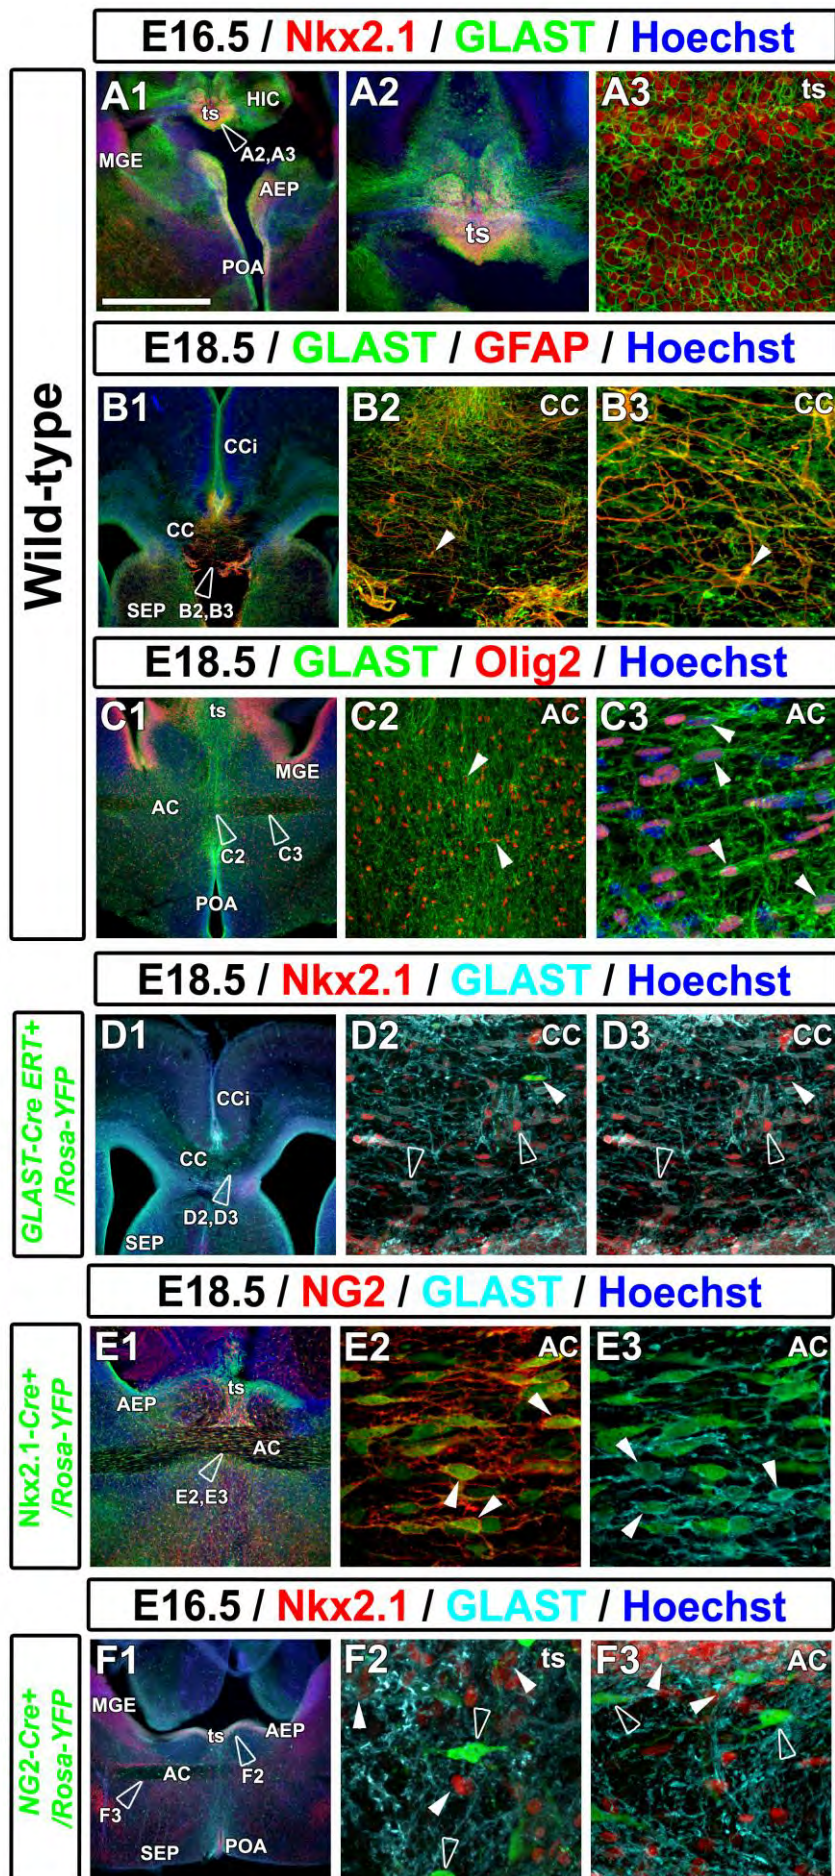 E16.5 / Nkx2.1 / GLAST / Hoechst
Wild-type
A1
HIC
ts
A2,A3
MGE
AEP
POA
A2
ts
A3
ts
E18.5 / GLAST / GFAP / Hoechst
B1
CCi
CC
SEP
B2,B3
B2
CC
B3
CC
E18.5 / GLAST / Olig2 / Hoechst
C1
ts
MGE
AC
C2
C3
POA
C2
AC
C3
AC
E18.5 / Nkx2.1 / GLAST / Hoechst
GLAST-Cre ERT+
/Rosa-YFP
D1
CCi
CC
D2,D3
SEP
D2
CC
D3
CC
E18.5 / NG2 / GLAST / Hoechst
Nkx2.1-Cre+
/Rosa-YFP
E1
ts
AEP
AC
E2,E3
E2
AC
E3
AC
E16.5 / Nkx2.1 / GLAST / Hoechst
NG2-Cre+
/Rosa-YFP
F1
MGE
ts
AEP
F2
AC
F3
SEP
POA
F2
ts
F3
AC